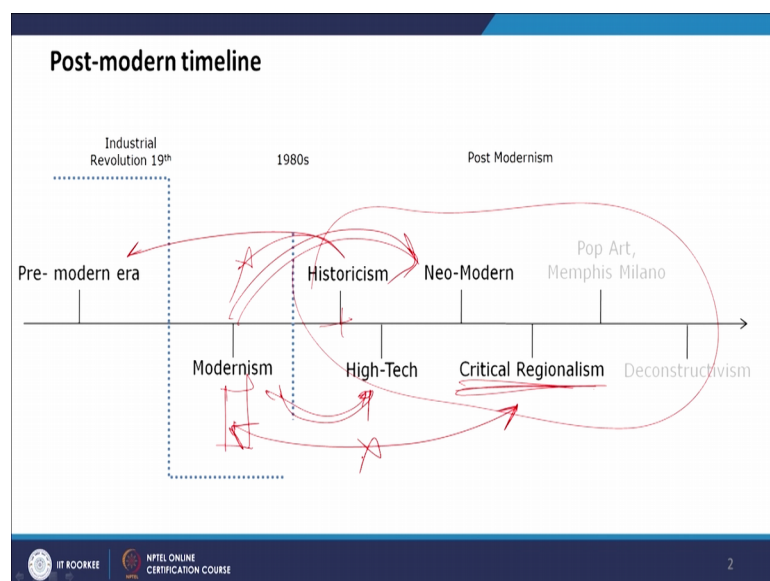 Post-modern timeline
Industrial
Revolution 19th
1980s
Post Modernism
Pre- modern era
Historicism
Neo-Modern
Pop Art,
Memphis Milano
Modernism
High-Tech
Critical Regionalism
Deconstructivism
IIT ROORKEE
NPTEL ONLINE
CERTIFICATION COURSE
2